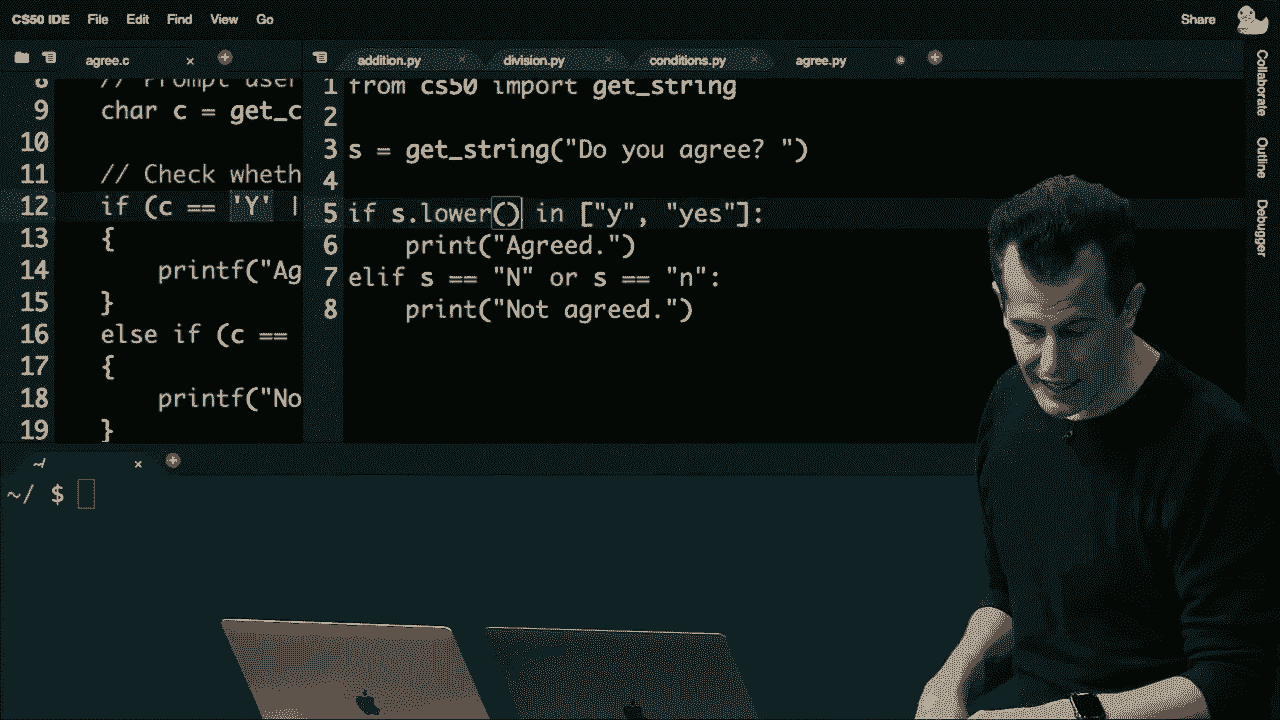 CS50 IDE File Edit Find View Go Share
agree.c × +
8 // Prompt user
9 char c = get_c
10
11 // Check wheth
12 if (c == 'Y' |
13 {
14 printf("Ag
15 }
16 else if (c ==
17 {
18 printf("No
19 }
addition.py × division.py × conditions.py × agree.py +
1 from cs50 import get_string
2
3 s = get_string("Do you agree? ")
4
5 if s.lower() in ["y", "yes"]:
6 print("Agreed.")
7 elif s == "N" or s == "n":
8 print("Not agreed.")
Collaborate
Outline
Debugger
~/ × +
~/ $